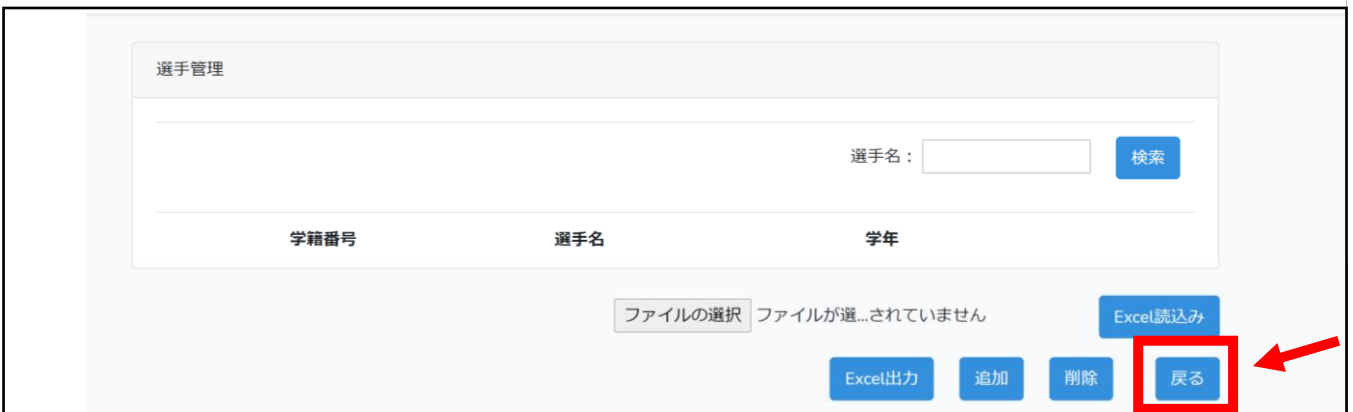 選手管理
選手名： 検索
学籍番号 選手名 学年
ファイルの選択 ファイルが選...されていません Excel読込み
Excel出力 追加 削除 戻る